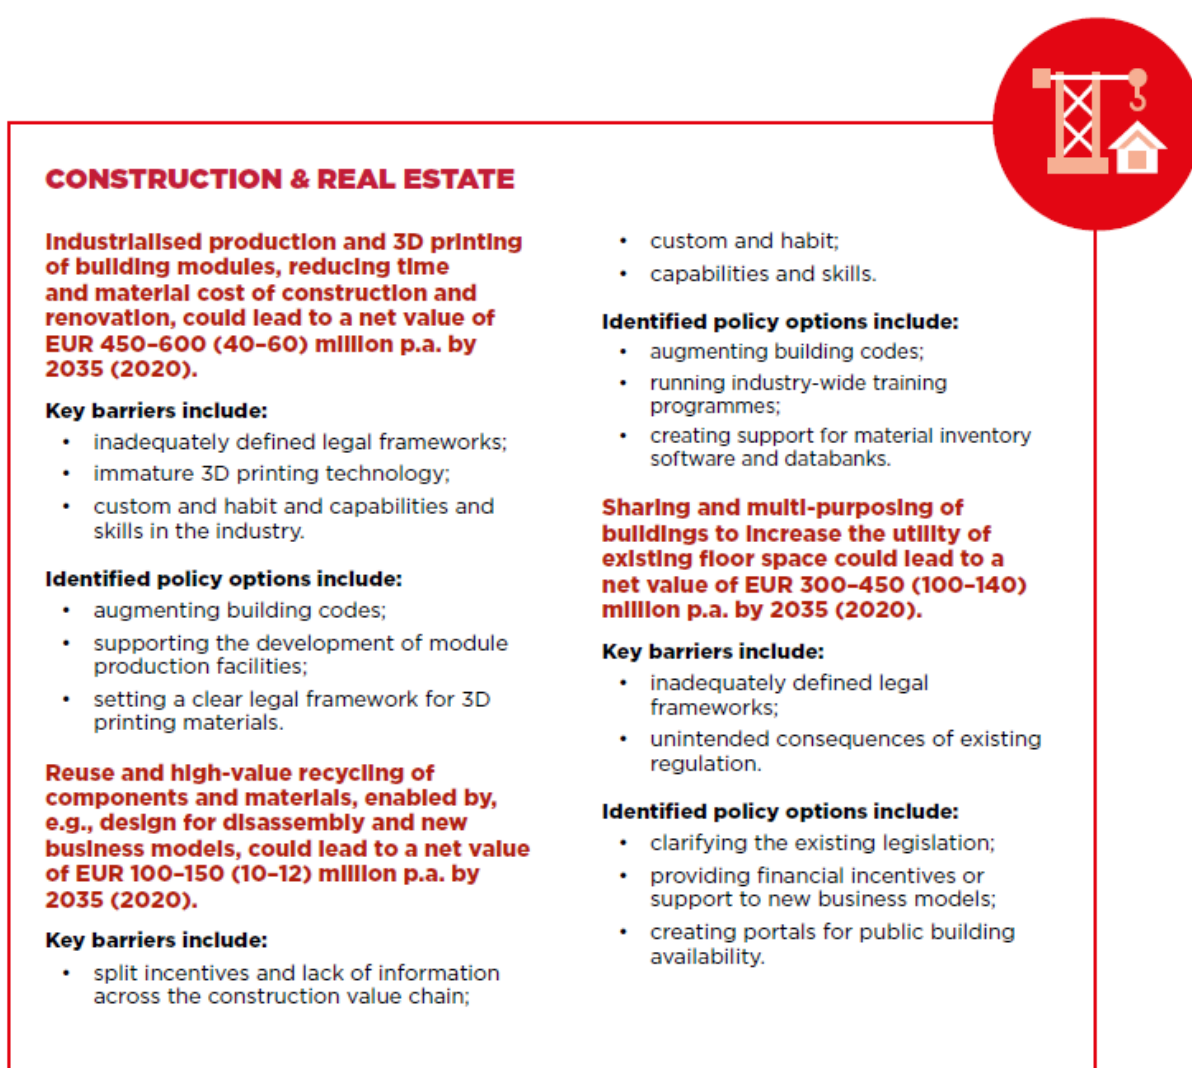 CONSTRUCTION & REAL ESTATE
Industrialised production and 3D printing
of building modules, reducing time
and material cost of construction and
renovation, could lead to a net value of
EUR 450–600 (40–60) million p.a. by
2035 (2020).
Key barriers include:
• inadequately defined legal frameworks;
• immature 3D printing technology;
• custom and habit and capabilities and
skills in the industry.
Identified policy options include:
• augmenting building codes;
• supporting the development of module
production facilities;
• setting a clear legal framework for 3D
printing materials.
Reuse and high-value recycling of
components and materials, enabled by,
e.g., design for disassembly and new
business models, could lead to a net value
of EUR 100–150 (10–12) million p.a. by
2035 (2020).
Key barriers include:
• split incentives and lack of information
across the construction value chain;
• custom and habit;
• capabilities and skills.
Identified policy options include:
• augmenting building codes;
• running industry-wide training
programmes;
• creating support for material inventory
software and databanks.
Sharing and multi-purposing of
buildings to increase the utility of
existing floor space could lead to a
net value of EUR 300–450 (100–140)
million p.a. by 2035 (2020).
Key barriers include:
• inadequately defined legal
frameworks;
• unintended consequences of existing
regulation.
Identified policy options include:
• clarifying the existing legislation;
• providing financial incentives or
support to new business models;
• creating portals for public building
availability.